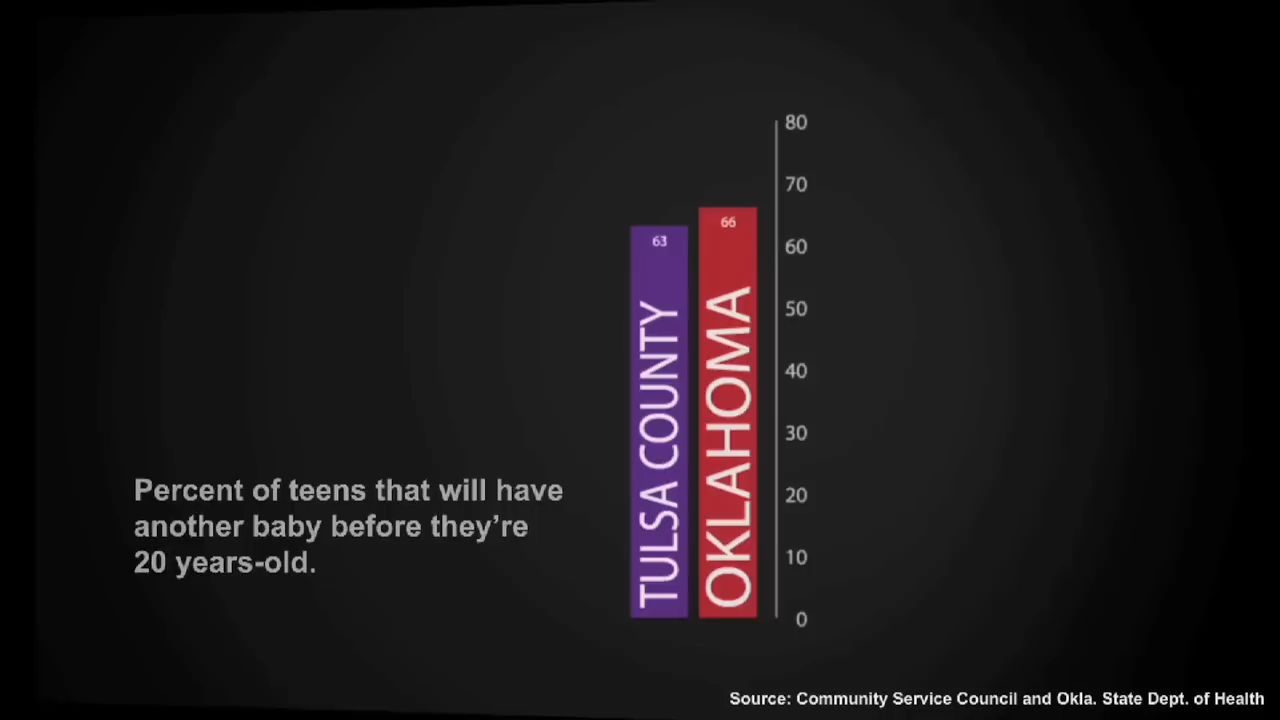 80
70
60
50
40
30
20
10
0
63
66
TULSA COUNTY
OKLAHOMA
Percent of teens that will have
another baby before they’re
20 years-old.
Source: Community Service Council and Okla. State Dept. of Health